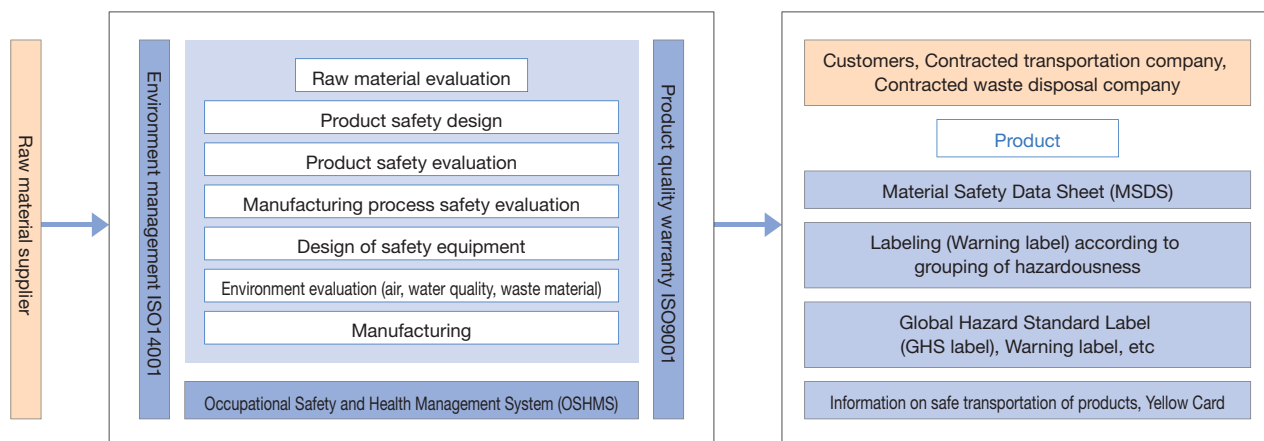 Raw material supplier
Environment management ISO14001
Raw material evaluation
Product safety design
Product safety evaluation
Manufacturing process safety evaluation
Design of safety equipment
Environment evaluation (air, water quality, waste material)
Manufacturing
Product quality warranty ISO9001
Occupational Safety and Health Management System (OSHMS)
Customers, Contracted transportation company,
Contracted waste disposal company
Product
Material Safety Data Sheet (MSDS)
Labeling (Warning label) according to
grouping of hazardousness
Global Hazard Standard Label
(GHS label), Warning label, etc
Information on safe transportation of products, Yellow Card